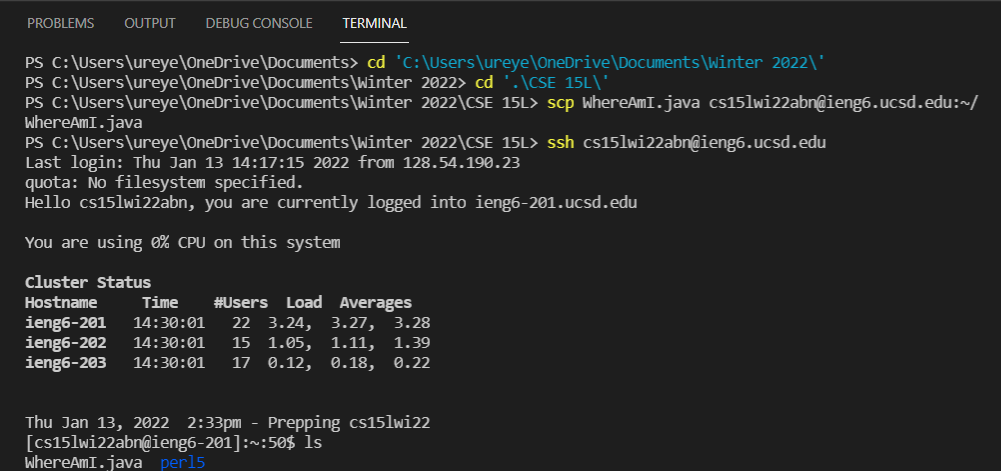 PROBLEMS OUTPUT DEBUG CONSOLE TERMINAL
PS C:\Users\ureye\OneDrive\Documents> cd 'C:\Users\ureye\OneDrive\Documents\Winter 2022\'
PS C:\Users\ureye\OneDrive\Documents\Winter 2022> cd '.\CSE 15L\'
PS C:\Users\ureye\OneDrive\Documents\Winter 2022\CSE 15L> scp WhereAmI.java cs15lwi22abn@ieng6.ucsd.edu:~/
WhereAmI.java
PS C:\Users\ureye\OneDrive\Documents\Winter 2022\CSE 15L> ssh cs15lwi22abn@ieng6.ucsd.edu
Last login: Thu Jan 13 14:17:15 2022 from 128.54.190.23
quota: No filesystem specified.
Hello cs15lwi22abn, you are currently logged into ieng6-201.ucsd.edu
You are using 0% CPU on this system
Cluster Status
Hostname     Time    #Users  Load  Averages
ieng6-201   14:30:01   22  3.24,  3.27,  3.28
ieng6-202   14:30:01   15  1.05,  1.11,  1.39
ieng6-203   14:30:01   17  0.12,  0.18,  0.22
Thu Jan 13, 2022  2:33pm - Prepping cs15lwi22
[cs15lwi22abn@ieng6-201]:~:50$ ls
WhereAmI.java  perl5